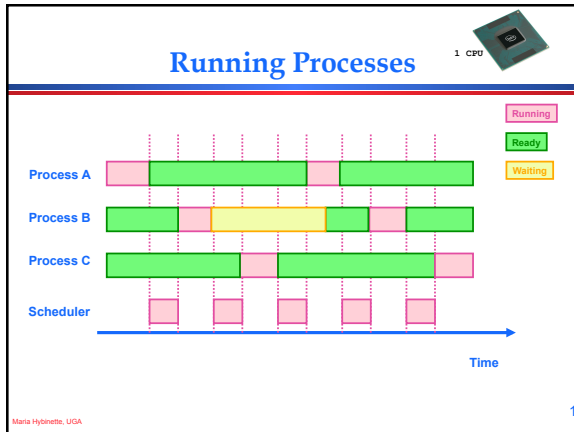 1 CPU
Running Processes
Running
Ready
Waiting
Process A
Process B
Process C
Scheduler
Time
Maria Hybinette, UGA
1